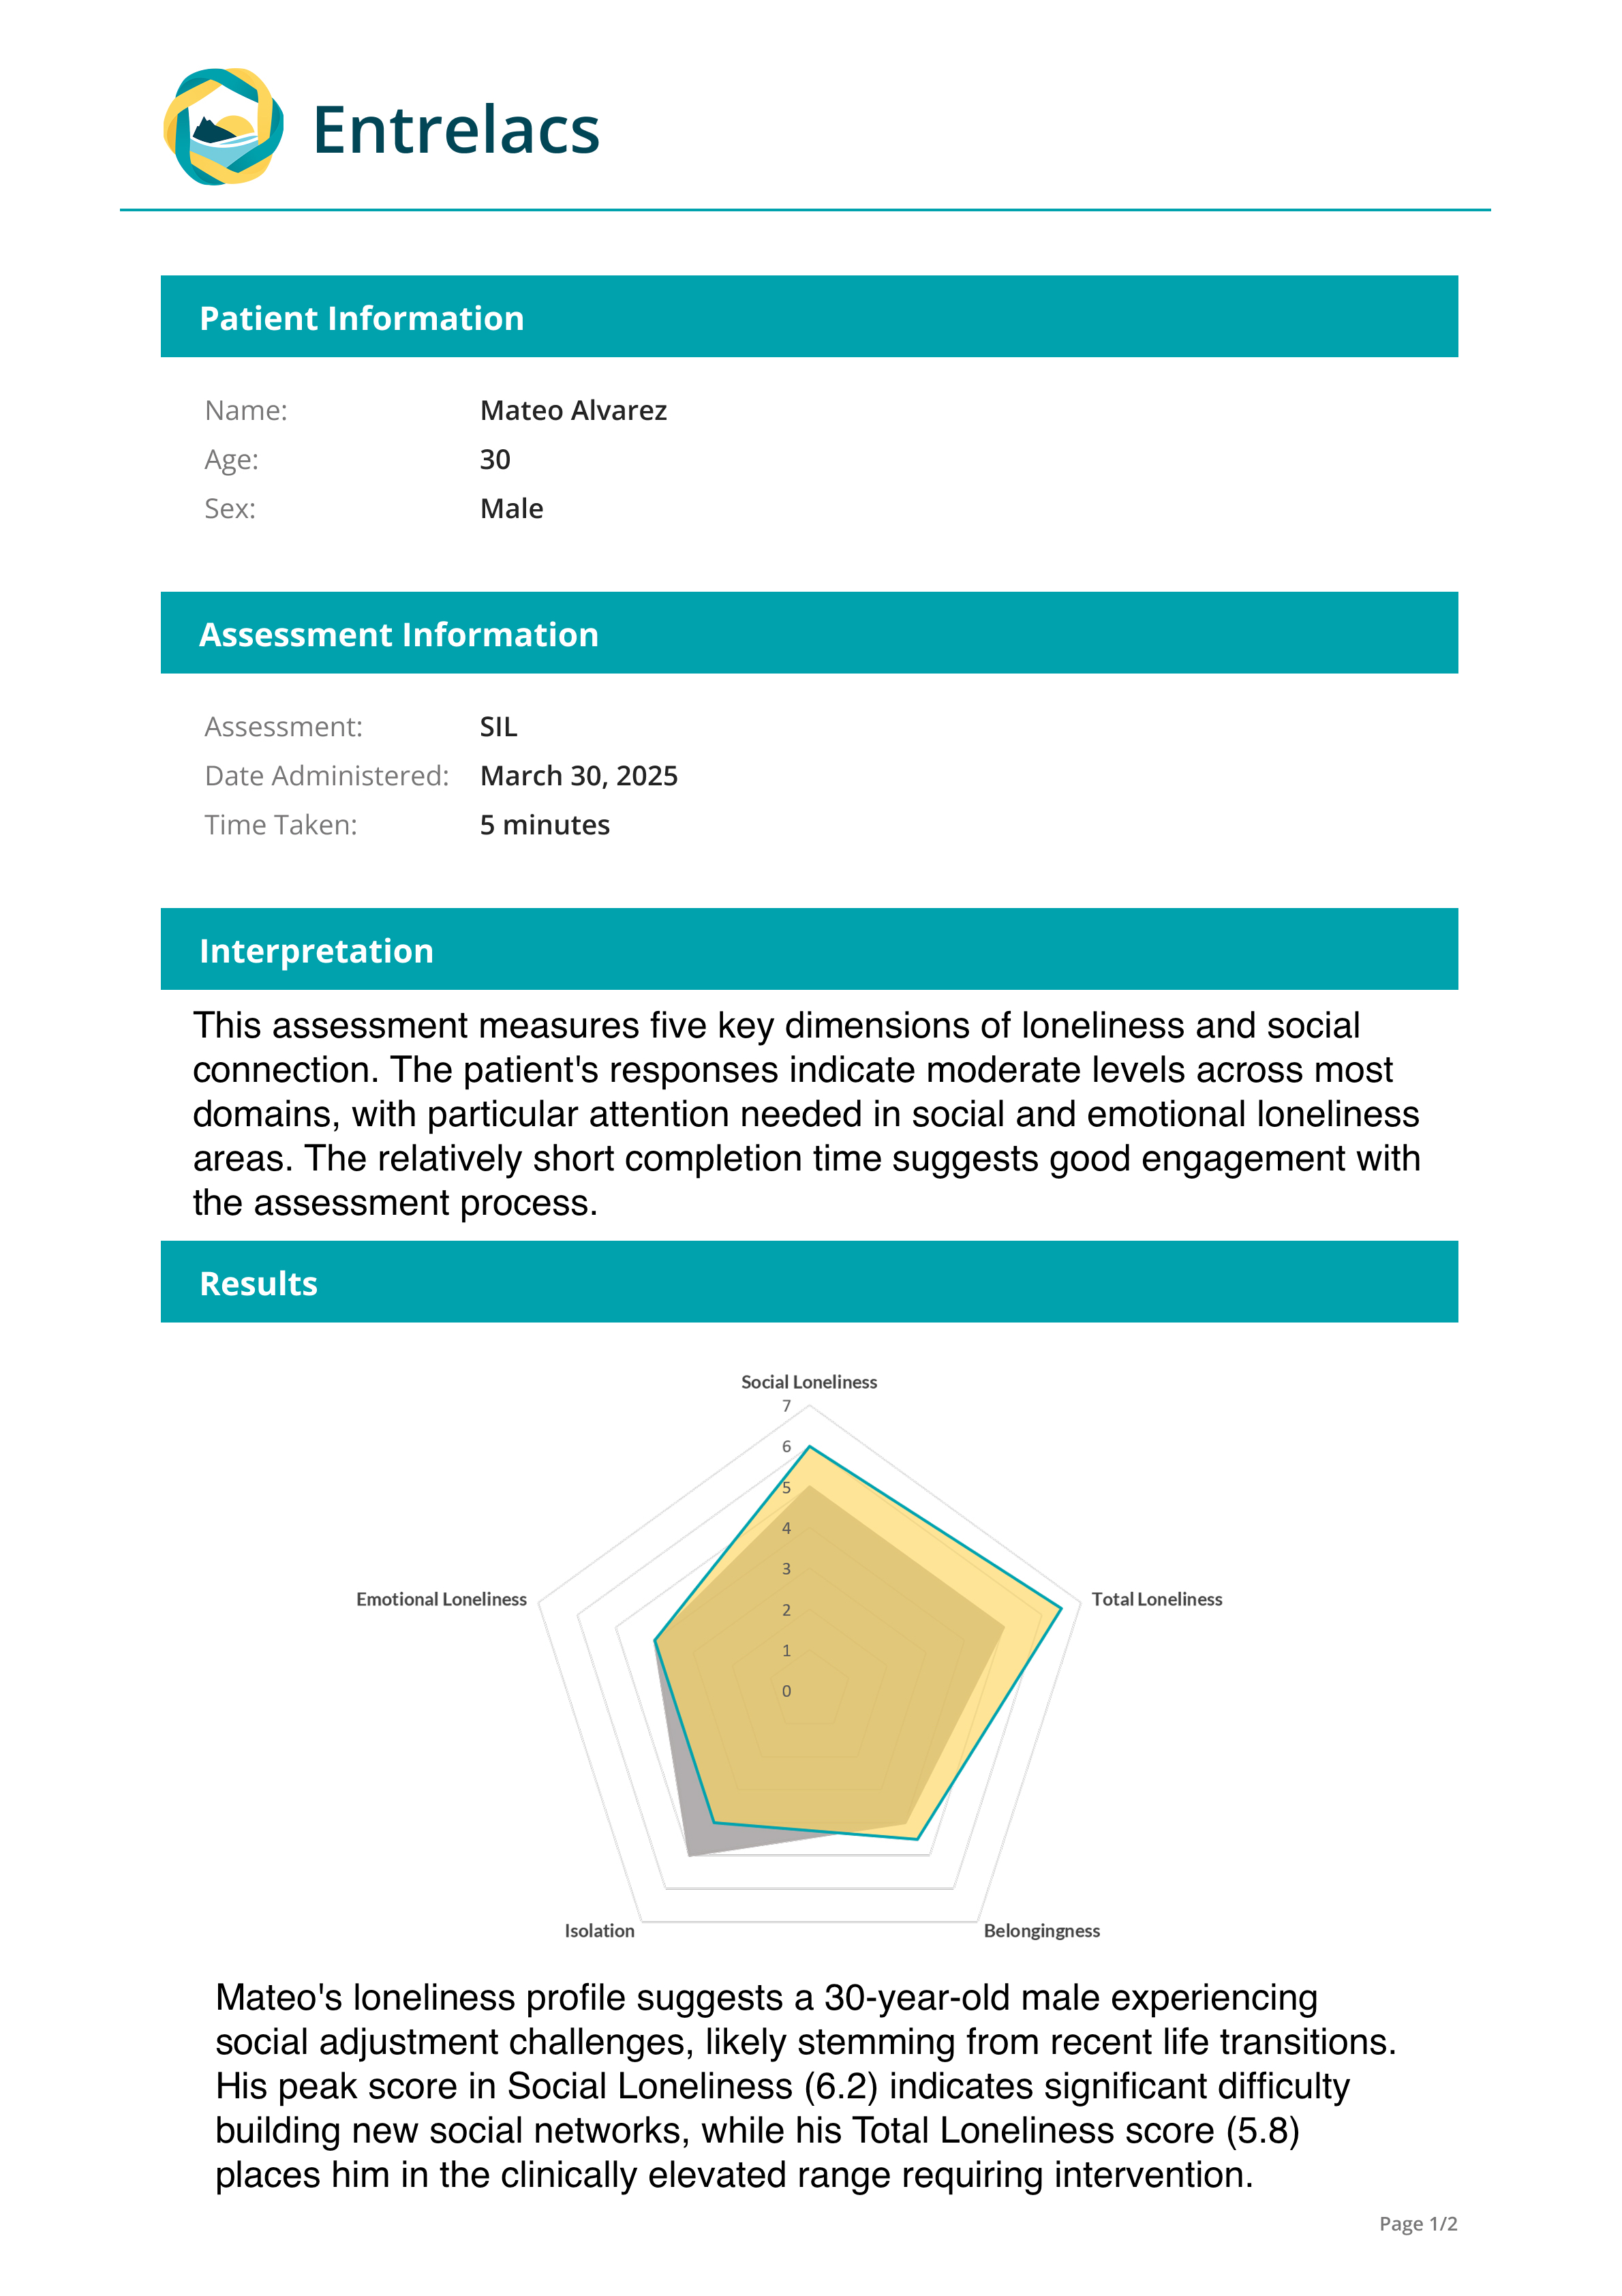 Entrelacs
Patient Information
Name: Mateo Alvarez
Age: 30
Sex: Male
Assessment Information
Assessment: SIL
Date Administered: March 30, 2025
Time Taken: 5 minutes
Interpretation
This assessment measures five key dimensions of loneliness and social
connection. The patient's responses indicate moderate levels across most
domains, with particular attention needed in social and emotional loneliness
areas. The relatively short completion time suggests good engagement with
the assessment process.
Results
Social Loneliness
7
6
5
4
3
2
1
0
Emotional Loneliness
Total Loneliness
Isolation
Belongingness
Mateo's loneliness profile suggests a 30-year-old male experiencing
social adjustment challenges, likely stemming from recent life transitions.
His peak score in Social Loneliness (6.2) indicates significant difficulty
building new social networks, while his Total Loneliness score (5.8)
places him in the clinically elevated range requiring intervention.
Page 1/2